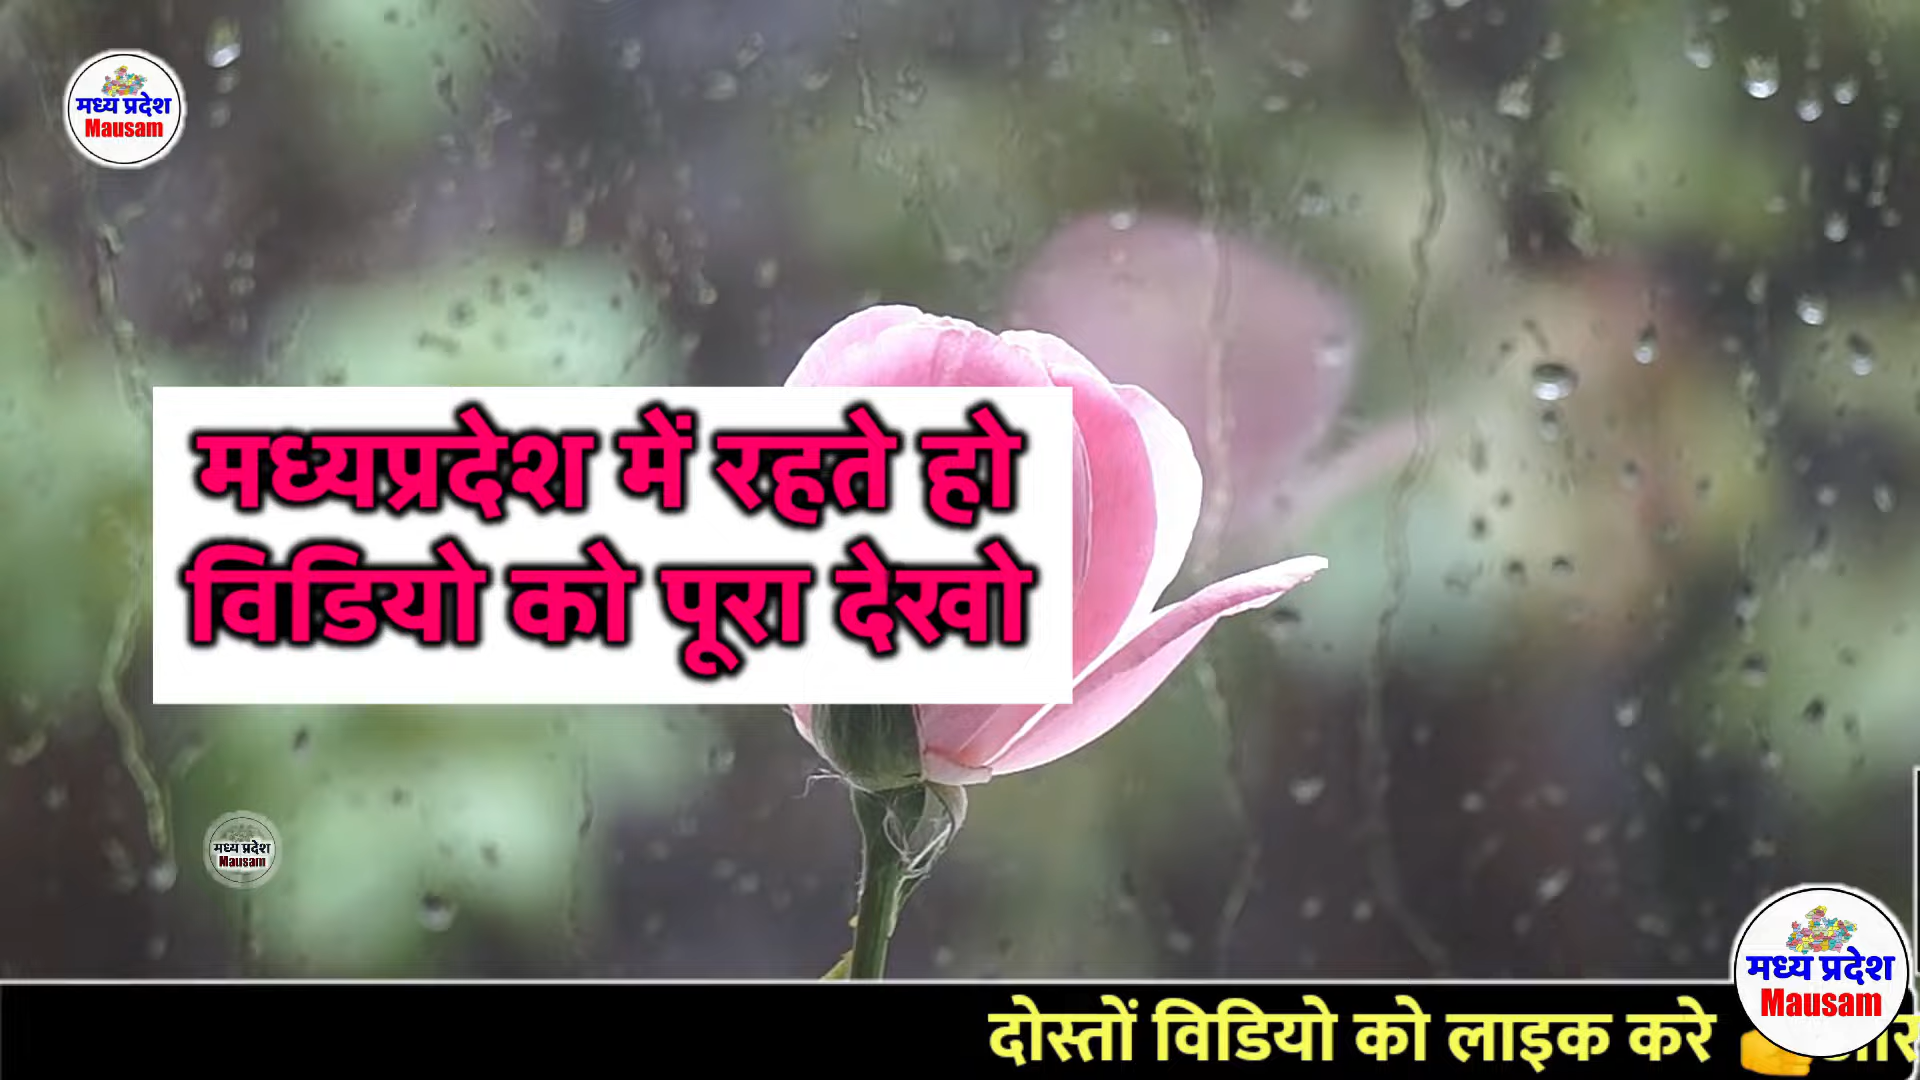 मध्य प्रदेश
Mausam
मध्यप्रदेश में रहते हो
विडियो को पूरा देखो
मध्य प्रदेश
Mausam
मध्य प्रदेश
Mausam
दोस्तों विडियो को लाइक करे